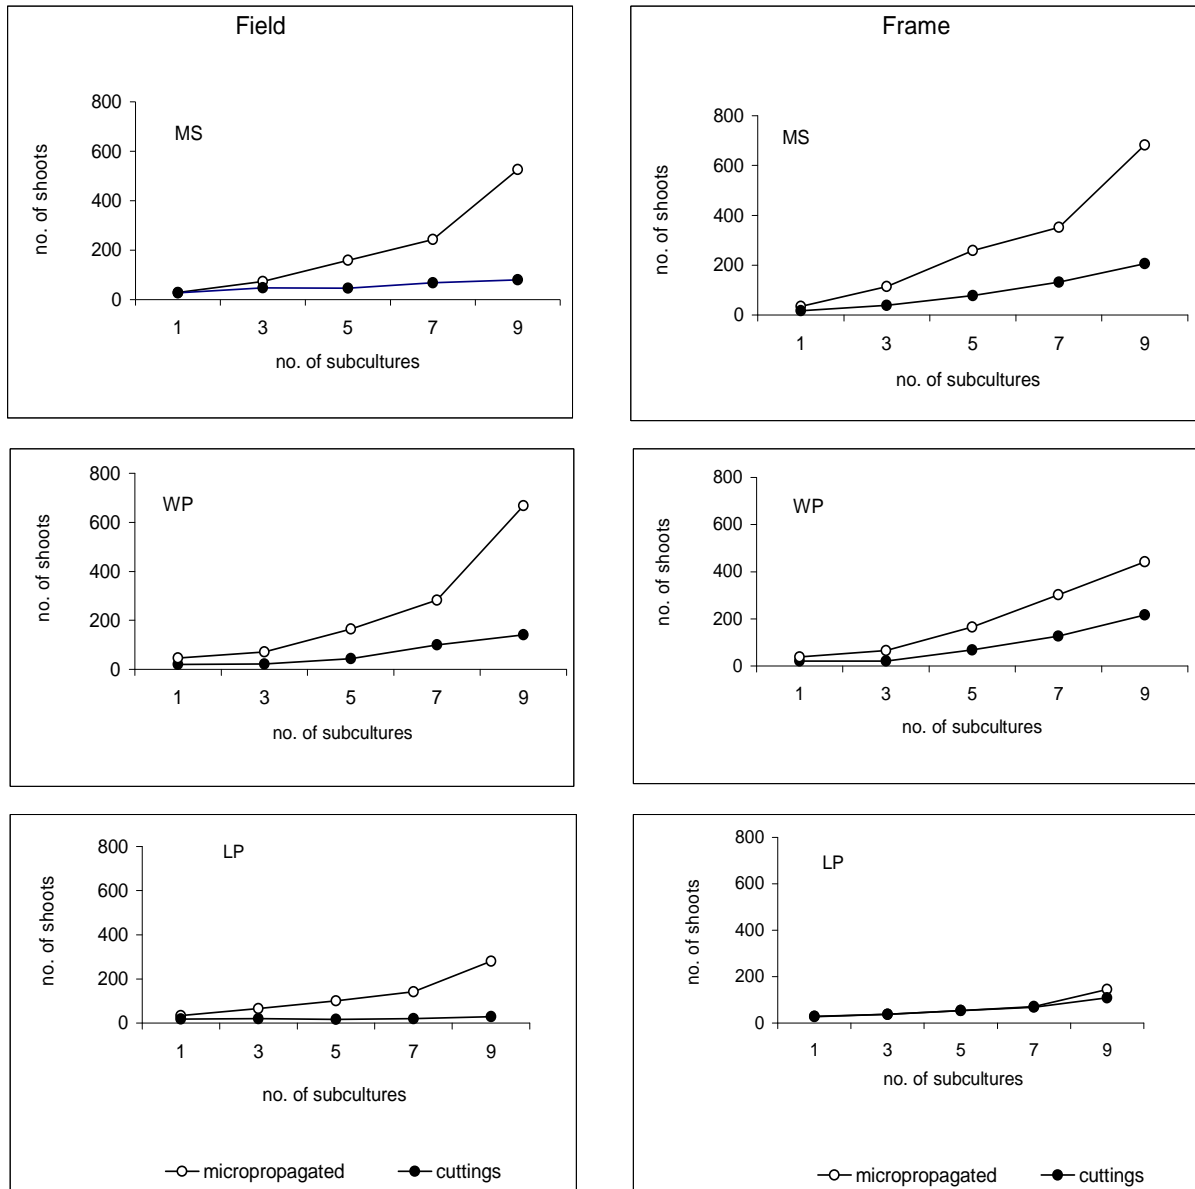 Field
800
600
400
200
0
no. of shoots
MS
1 3 5 7 9
no. of subcultures
Frame
800
600
400
200
0
no. of shoots
MS
1 3 5 7 9
no. of subcultures
800
600
400
200
0
no. of shoots
WP
1 3 5 7 9
no. of subcultures
800
600
400
200
0
no. of shoots
WP
1 3 5 7 9
no. of subcultures
800
600
400
200
0
no. of shoots
LP
1 3 5 7 9
no. of subcultures
micropropagated cuttings
800
600
400
200
0
no. of shoots
LP
1 3 5 7 9
no. of subcultures
micropropagated cuttings